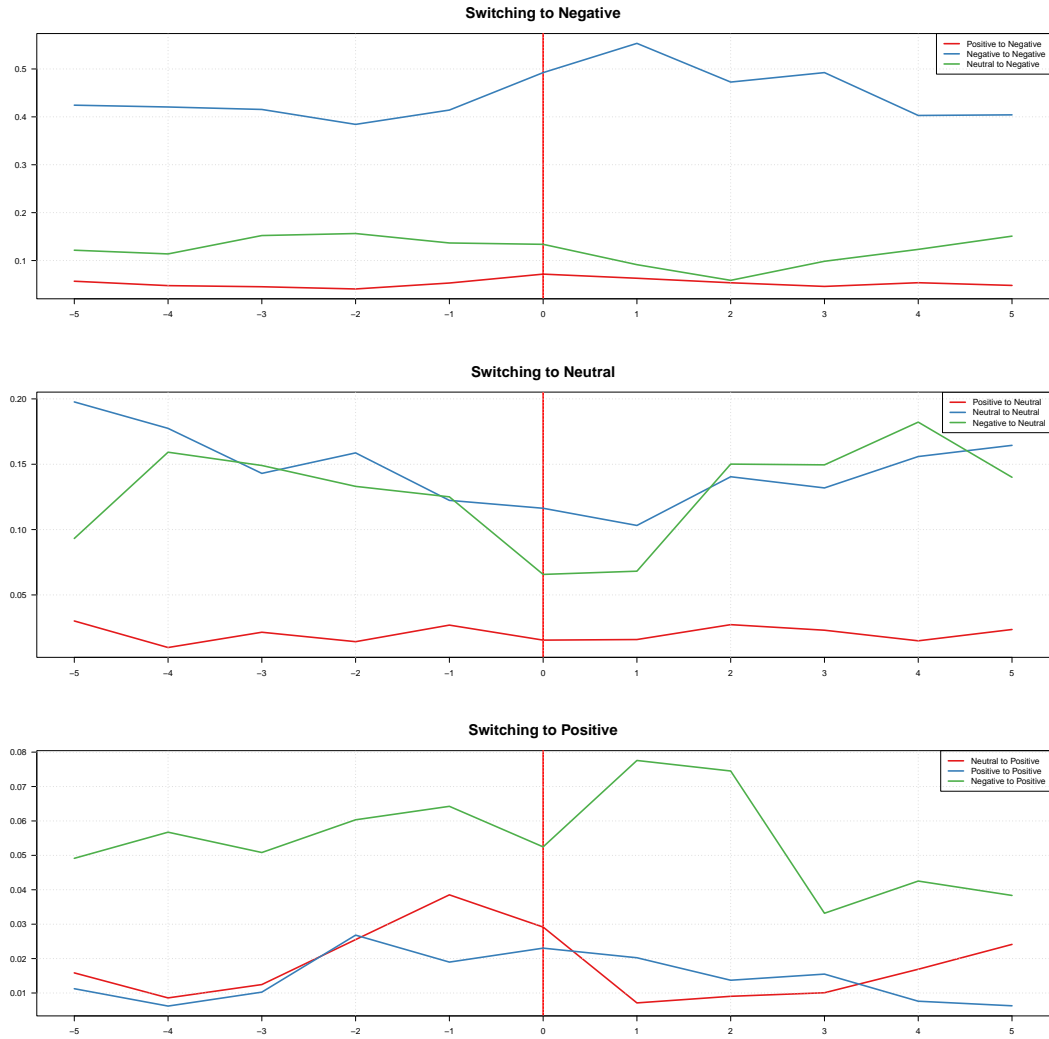 Switching to Negative
Positive to Negative
Negative to Negative
Neutral to Negative
0.5
0.4
0.3
0.2
0.1
−5 −4 −3 −2 −1 0 1 2 3 4 5
Switching to Neutral
Positive to Neutral
Neutral to Neutral
Negative to Neutral
0.20
0.15
0.10
0.05
−5 −4 −3 −2 −1 0 1 2 3 4 5
Switching to Positive
Neutral to Positive
Positive to Positive
Negative to Positive
0.08
0.07
0.06
0.05
0.04
0.03
0.02
0.01
−5 −4 −3 −2 −1 0 1 2 3 4 5